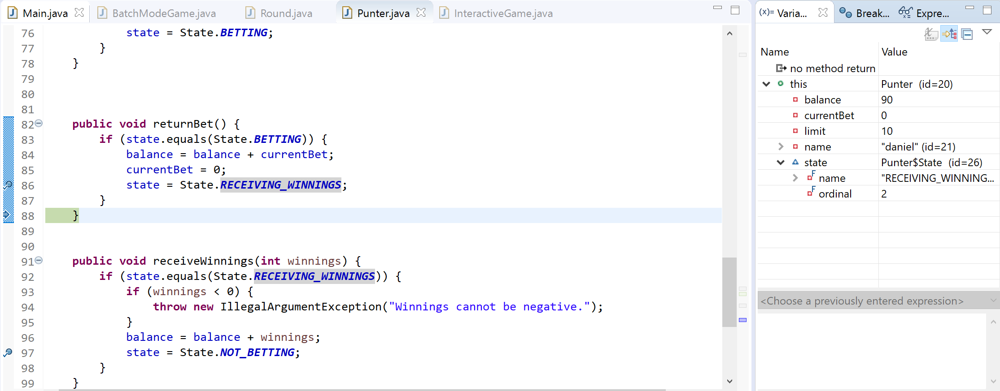 Main.java BatchModeGame.java Round.java Punter.java InteractiveGame.java
76 state = State.BETTING;
77 }
78 }
79
80
81
82 public void returnBet() {
83 if (state.equals(State.BETTING)) {
84 balance = balance + currentBet;
85 currentBet = 0;
86 state = State.RECEIVING_WINNINGS;
87 }
88 }
89
90
91 public void receiveWinnings(int winnings) {
92 if (state.equals(State.RECEIVING_WINNINGS)) {
93 if (winnings < 0) {
94 throw new IllegalArgumentException("Winnings cannot be negative.");
95 }
96 balance = balance + winnings;
97 state = State.NOT_BETTING;
98 }
99 }
(x)= Varia... Break... Expre...
Name Value
no method return
this Punter (id=20)
balance 90
currentBet 0
limit 10
name "daniel" (id=21)
state Punter$State (id=26)
name "RECEIVING_WINNING...
ordinal 2
<Choose a previously entered expression>